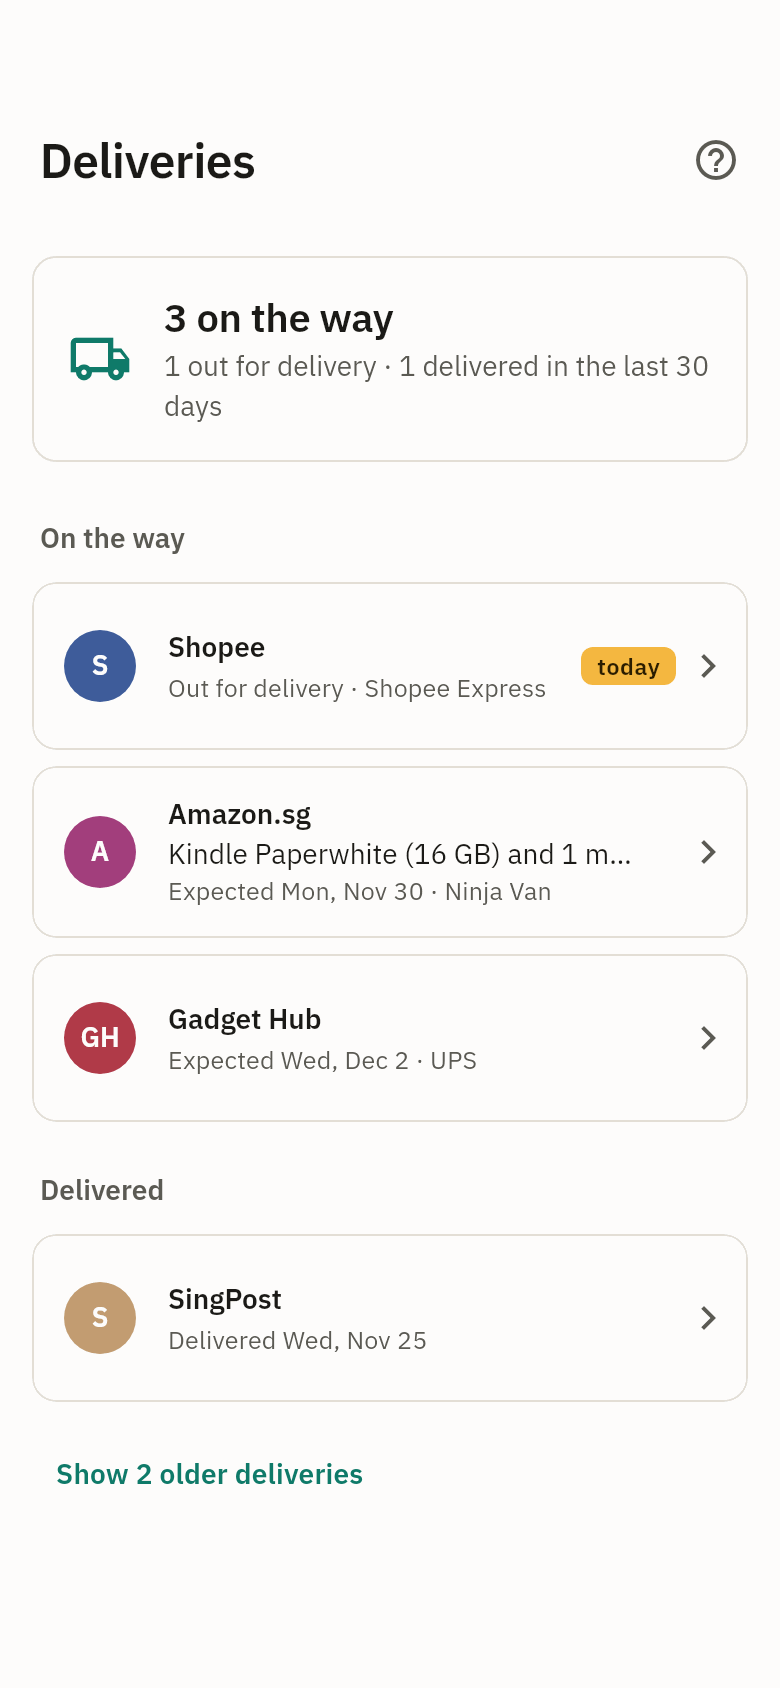 Deliveries
3 on the way
1 out for delivery · 1 delivered in the last 30
days
On the way
S
Shopee
Out for delivery · Shopee Express
today
A
Amazon.sg
Kindle Paperwhite (16 GB) and 1 m...
Expected Mon, Nov 30 · Ninja Van
GH
Gadget Hub
Expected Wed, Dec 2 · UPS
Delivered
S
SingPost
Delivered Wed, Nov 25
Show 2 older deliveries